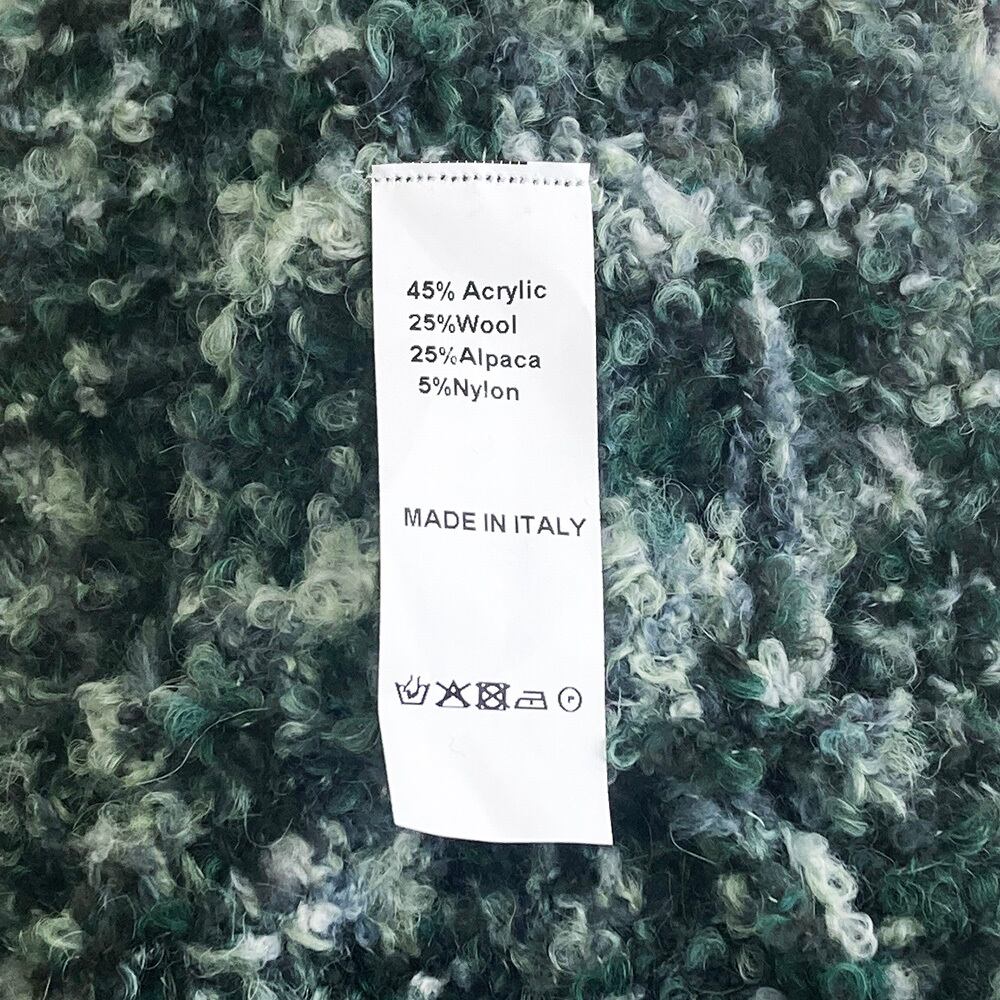 45% Acrylic
25%Wool
25%Alpaca
5%Nylon
MADE IN ITALY
P